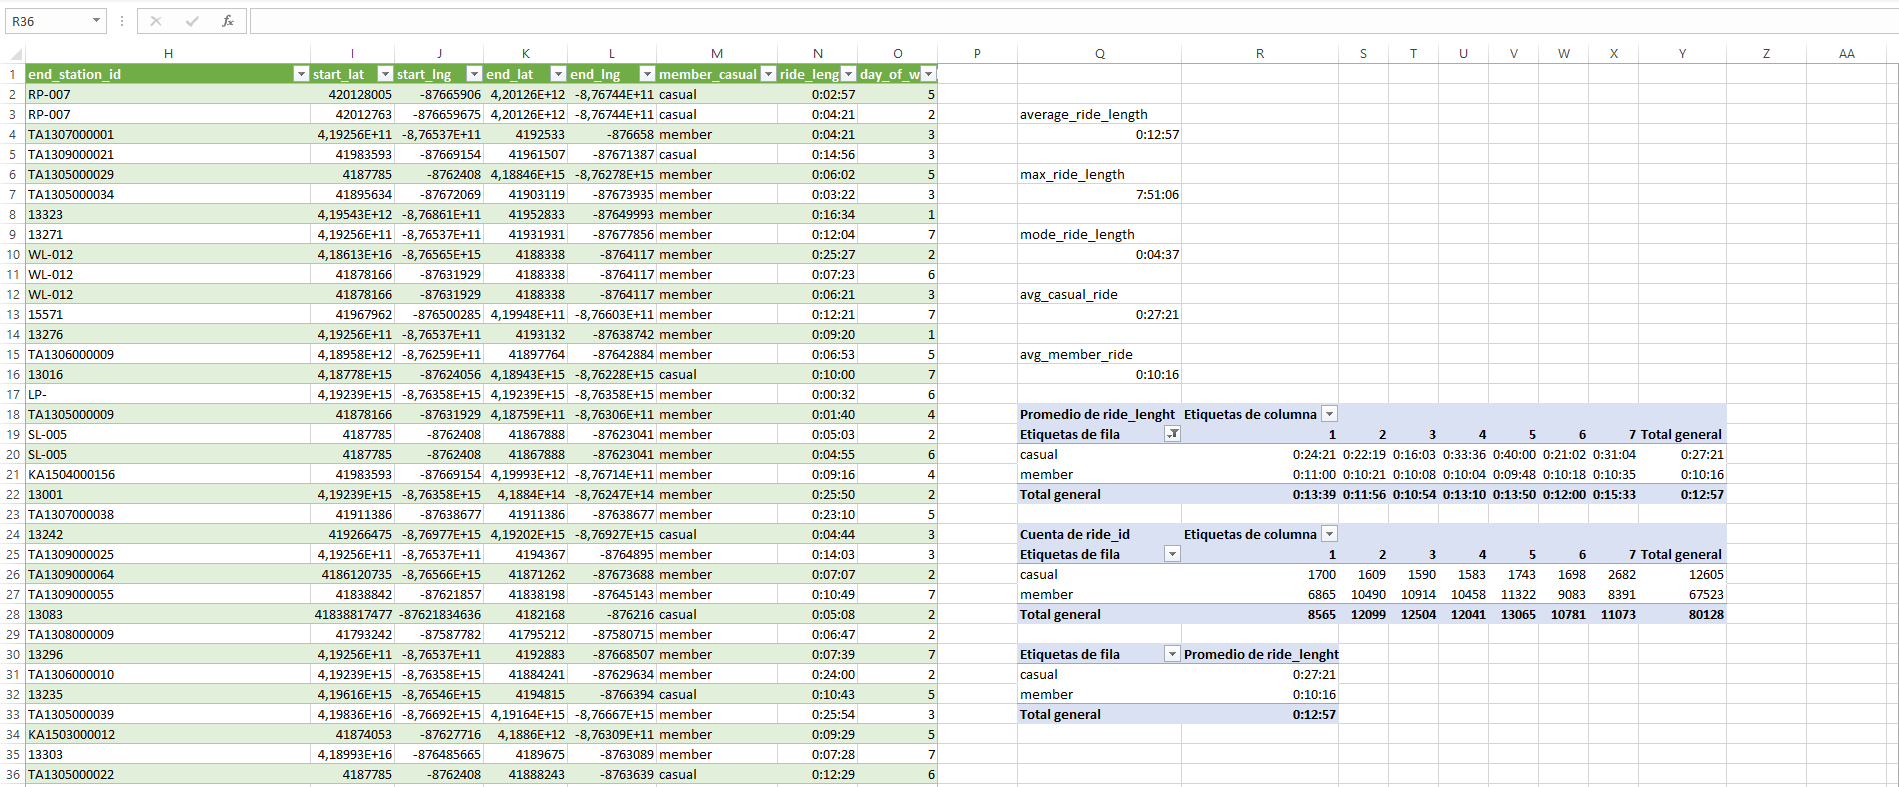 R36
fx
H I J K L M N O P Q R S T U V W X Y Z AA
1 end_station_id start_lat start_lng end_lat end_lng member_casual ride_leng day_of_w
2 RP-007 420128005 -87665906 4,20126E+12 -8,76744E+11 casual 0:02:57 5
3 RP-007 42012763 -876659675 4,20126E+12 -8,76744E+11 casual 0:04:21 2 average_ride_length
4 TA1307000001 4,19256E+11 -8,76537E+11 4192533 -876658 member 0:04:21 3 0:12:57
5 TA1309000021 41983593 -87669154 41961507 -87671387 casual 0:14:56 3
6 TA1305000029 4187785 -8762408 4,18846E+15 -8,76278E+15 member 0:06:02 5 max_ride_length
7 TA1305000034 41895634 -87672069 41903119 -87673935 member 0:03:22 3 7:51:06
8 13323 4,19543E+12 -8,76861E+11 41952833 -87649993 member 0:16:34 1
9 13271 4,19256E+11 -8,76537E+11 41931931 -87677856 member 0:12:04 7 mode_ride_length
10 WL-012 4,18613E+16 -8,76565E+15 4188338 -8764117 member 0:25:27 2 0:04:37
11 WL-012 41878166 -87631929 4188338 -8764117 member 0:07:23 6
12 WL-012 41878166 -87631929 4188338 -8764117 member 0:06:21 3 avg_casual_ride
13 15571 41967962 -876500285 4,19948E+11 -8,76603E+11 member 0:12:21 7 0:27:21
14 13276 4,19256E+11 -8,76537E+11 4193132 -87638742 member 0:09:20 1
15 TA1306000009 4,18958E+12 -8,76259E+11 41897764 -87642884 member 0:06:53 5 avg_member_ride
16 13016 4,18778E+15 -87624056 4,18943E+15 -8,76228E+15 casual 0:10:00 7 0:10:16
17 LP- 4,19239E+15 -8,76358E+15 4,19239E+15 -8,76358E+15 member 0:00:32 6
18 TA1305000009 41878166 -87631929 4,18759E+11 -8,76306E+11 member 0:01:40 4 Promedio de ride_lenght Etiquetas de columna
19 SL-005 4187785 -8762408 41867888 -87623041 member 0:05:03 2 Etiquetas de fila 1 2 3 4 5 6 7 Total general
20 SL-005 4187785 -8762408 41867888 -87623041 member 0:04:55 6 casual 0:24:21 0:22:19 0:16:03 0:33:36 0:40:00 0:21:02 0:31:04 0:27:21
21 KA1504000156 41983593 -87669154 4,19993E+12 -8,76714E+11 member 0:09:16 4 member 0:11:00 0:10:21 0:10:08 0:10:04 0:09:48 0:10:18 0:10:35 0:10:16
22 13001 4,19239E+15 -8,76358E+15 4,1884E+14 -8,76247E+14 member 0:25:50 2 Total general 0:13:39 0:11:56 0:10:54 0:13:10 0:13:50 0:12:00 0:15:33 0:12:57
23 TA1307000038 41911386 -87638677 41911386 -87638677 member 0:23:10 5
24 13242 419266475 -8,76977E+15 4,19202E+15 -8,76927E+15 casual 0:04:44 3 Cuenta de ride_id Etiquetas de columna
25 TA1309000025 4,19256E+11 -8,76537E+11 4194367 -8764895 member 0:14:03 3 Etiquetas de fila 1 2 3 4 5 6 7 Total general
26 TA1309000064 4186120735 -8,76566E+15 41871262 -87673688 member 0:07:07 2 casual 1700 1609 1590 1583 1743 1698 2682 12605
27 TA1309000055 41838842 -87621857 41838198 -87645143 member 0:10:49 7 member 6865 10490 10914 10458 11322 9083 8391 67523
28 13083 41838817477 -87621834636 4182168 -876216 casual 0:05:08 2 Total general 8565 12099 12504 12041 13065 10781 11073 80128
29 TA1308000009 41793242 -87587782 41795212 -87580715 member 0:06:47 2
30 13296 4,19256E+11 -8,76537E+11 4192883 -87668507 member 0:07:39 7 Etiquetas de fila Promedio de ride_lenght
31 TA1306000010 4,19239E+15 -8,76358E+15 41884241 -87629634 member 0:24:00 2 casual 0:27:21
32 13235 4,19616E+15 -8,76546E+15 4194815 -8766394 casual 0:10:43 5 member 0:10:16
33 TA1305000039 4,19836E+16 -8,76692E+15 4,19164E+15 -8,76667E+15 member 0:25:54 3 Total general 0:12:57
34 KA1503000012 41874053 -87627716 4,1886E+12 -8,76309E+11 member 0:09:29 5
35 13303 4,18993E+16 -876485665 4189675 -8763089 member 0:07:28 7
36 TA1305000022 4187785 -8762408 41888243 -8763639 casual 0:12:29 6